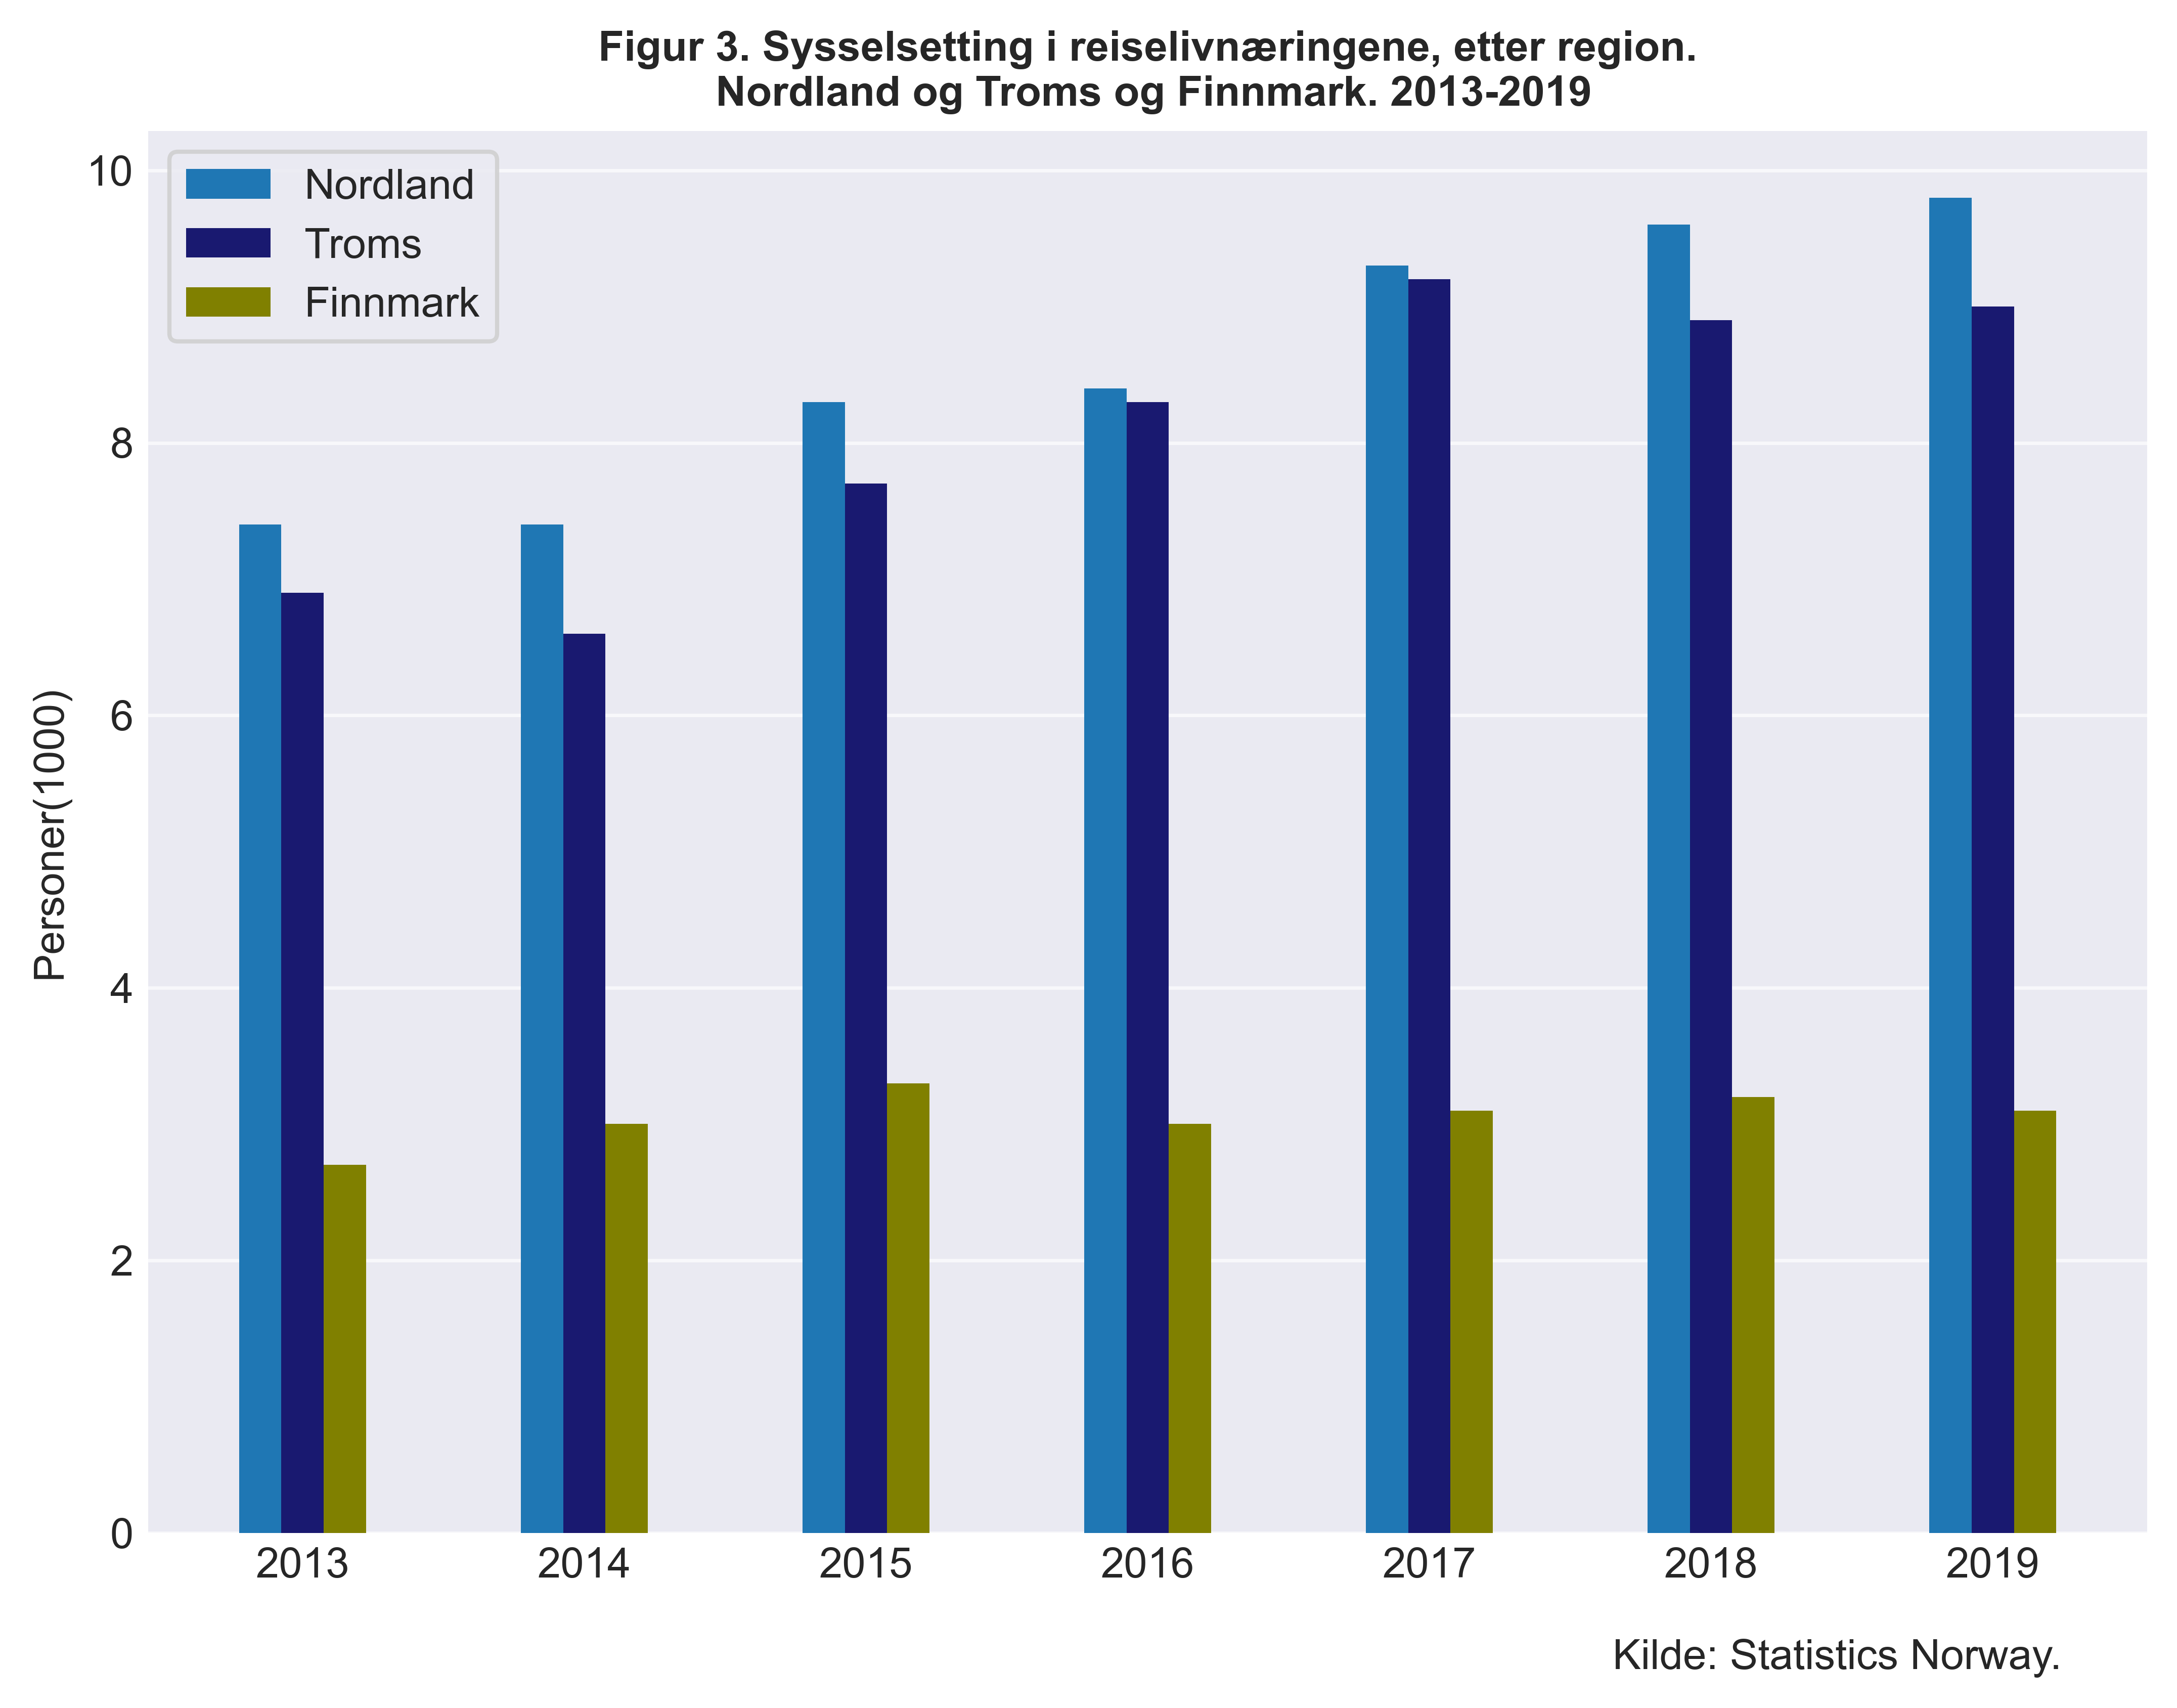 Figur 3. Sysselsetting i reiselivnæringene, etter region.
Nordland og Troms og Finnmark. 2013-2019
10
8
6
4
2
0
Personer(1000)
Nordland
Troms
Finnmark
2013 2014 2015 2016 2017 2018 2019
Kilde: Statistics Norway.